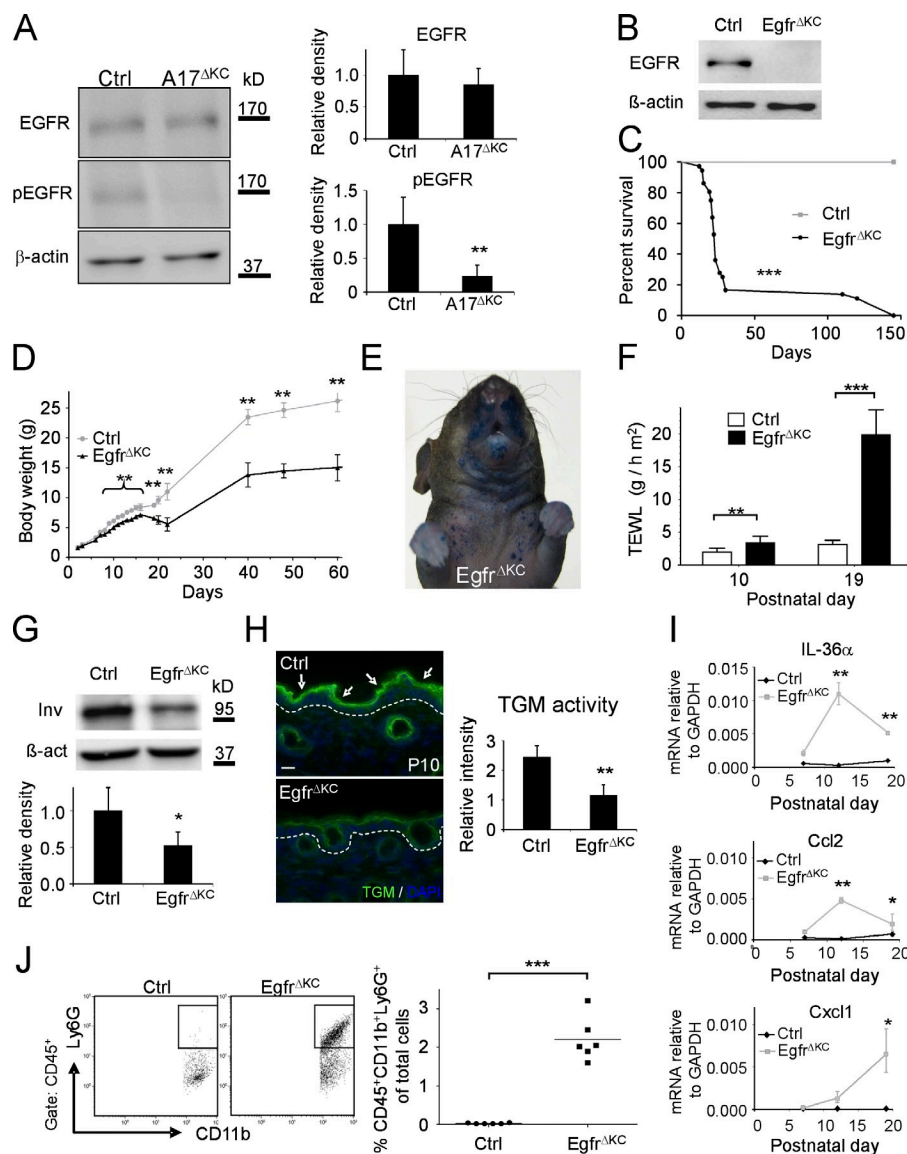 A
Ctrl A17ΔKC kD
EGFR 170
pEGFR 170
β-actin 37
EGFR
Relative density
1.0
0.5
0
Ctrl A17ΔKC
pEGFR
Relative density
1.0
0.5
0
**
Ctrl A17ΔKC
B
Ctrl EgfrΔKC
EGFR
ß-actin
C
Percent survival
100
80
60
40
20
0
Ctrl
EgfrΔKC
***
0 50 100 150
Days
D
Body weight (g)
30
25
20
15
10
5
0
Ctrl
EgfrΔKC
** ** ** ** ** **
0 10 20 30 40 50 60
Days
E
EgfrΔKC
F
TEWL (g / h m²)
20
15
10
5
0
Ctrl
EgfrΔKC
**
***
10 19
Postnatal day
G
Ctrl EgfrΔKC
kD
Inv 95
ß-act 37
Relative density
1.0
0.5
0.0
*
Ctrl EgfrΔKC
H
Ctrl
P10
EgfrΔKC
TGM / DAPI
TGM activity
Relative intensity
3
2
1
0
**
Ctrl EgfrΔKC
I
IL-36α
Ctrl
EgfrΔKC
mRNA relative
to GAPDH
0.015
0.010
0.005
0.000
**
**
0 5 10 15 20
Postnatal day
Ccl2
Ctrl
EgfrΔKC
mRNA relative
to GAPDH
0.010
0.005
0.000
**
*
0 5 10 15 20
Postnatal day
Cxcl1
Ctrl
EgfrΔKC
mRNA relative
to GAPDH
0.010
0.005
0.000
*
0 5 10 15 20
Postnatal day
J
Ctrl EgfrΔKC
Gate: CD45⁺
Ly6G
CD11b
% CD45⁺CD11b⁺Ly6G⁺
of total cells
3
2
1
0
***
Ctrl EgfrΔKC